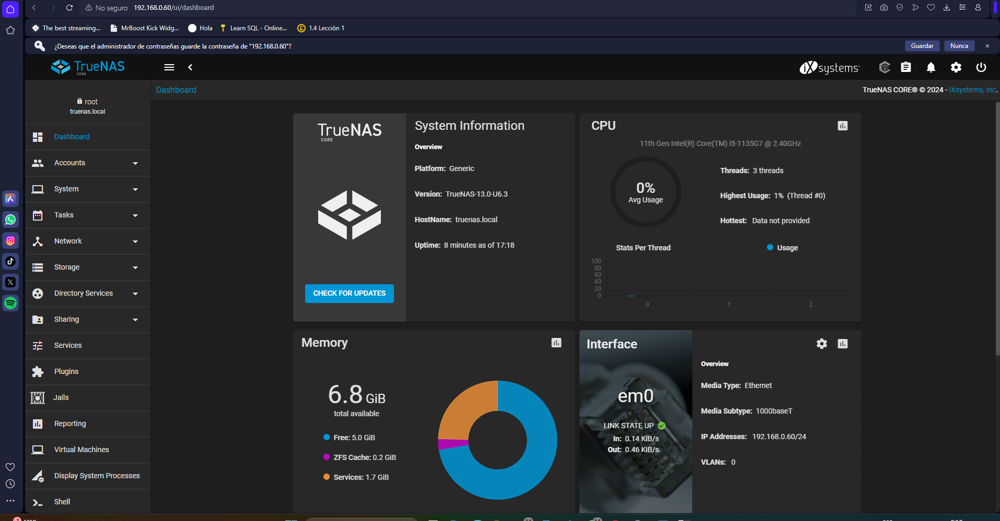 No seguro 192.168.0.60/ui/dashboard
The best streaming...
MrBoost Kick Widg...
Hola
Learn SQL - Online...
1.4 Lección 1
¿Deseas que el administrador de contraseñas guarde la contraseña de "192.168.0.60"?
Guardar
Nunca
TrueNAS
CORE
iXsystems
root
truenas.local
Dashboard
TrueNAS CORE® © 2024 - iXsystems, Inc.
Dashboard
Accounts
System
Tasks
Network
Storage
Directory Services
Sharing
Services
Plugins
Jails
Reporting
Virtual Machines
Display System Processes
Shell
TrueNAS
CORE
CHECK FOR UPDATES
System Information
Overview
Platform: Generic
Version: TrueNAS-13.0-U6.3
HostName: truenas.local
Uptime: 8 minutes as of 17:18
CPU
11th Gen Intel(R) Core(TM) i5-1135G7 @ 2.40GHz
0%
Avg Usage
Threads: 3 threads
Highest Usage: 1% (Thread #0)
Hottest: Data not provided
Stats Per Thread
Usage
100
80
60
40
20
0
0 1 2
Memory
6.8 GiB
total available
Free: 5.0 GiB
ZFS Cache: 0.2 GiB
Services: 1.7 GiB
Interface
em0
LINK STATE UP
In: 0.14 KiB/s
Out: 0.46 KiB/s
Overview
Media Type: Ethernet
Media Subtype: 1000baseT
IP Addresses: 192.168.0.60/24
VLANs: 0